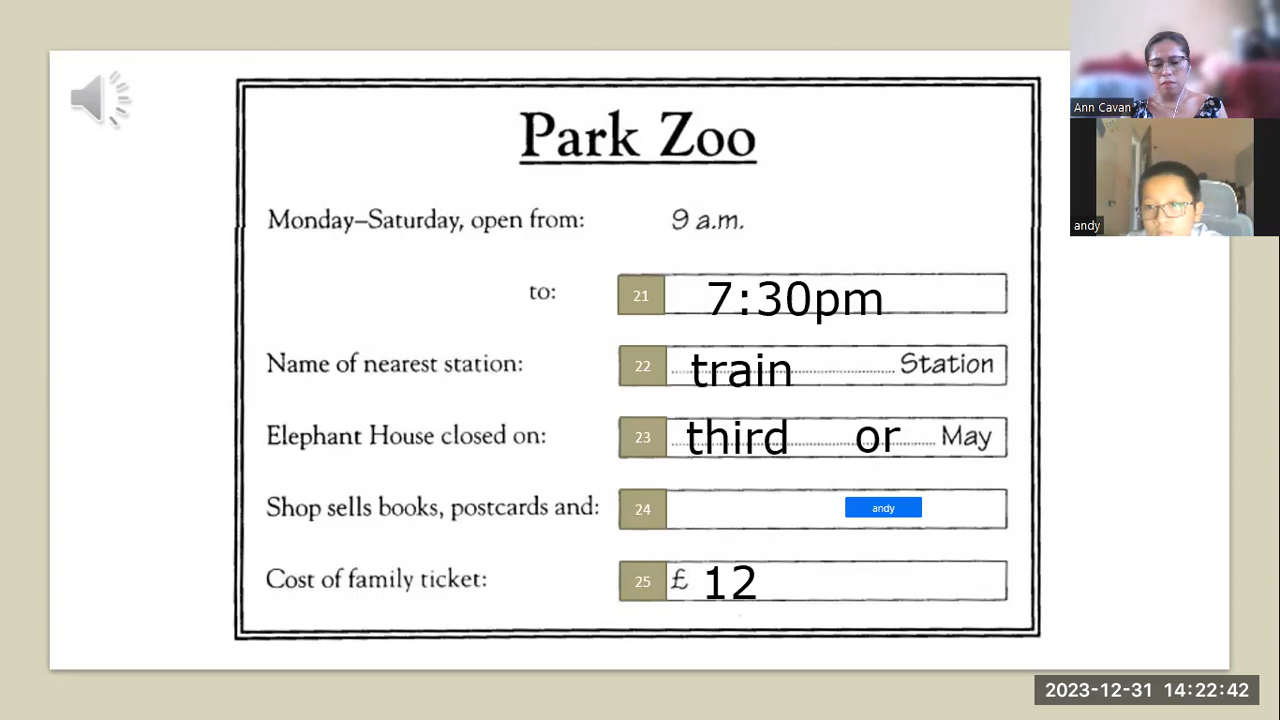 Ann Cavan
andy
Park Zoo
Monday–Saturday, open from: 9 a.m.
to: 21 7:30pm
Name of nearest station: 22 train Station
Elephant House closed on: 23 third or May
Shop sells books, postcards and: 24 andy
Cost of family ticket: 25 £ 12
2023-12-31 14:22:42